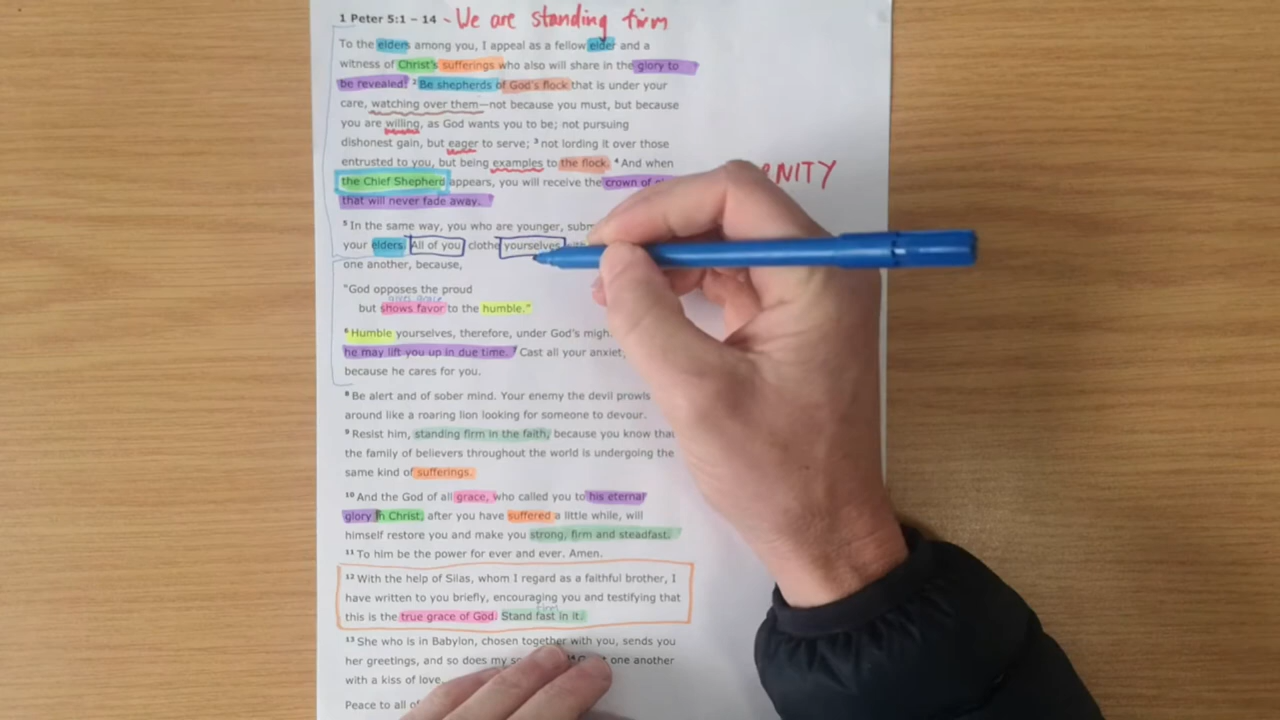 1 Peter 5:1 – 14 - We are standing firm
To the elders among you, I appeal as a fellow elder and a
witness of Christ's sufferings who also will share in the glory to
be revealed: 2 Be shepherds of God's flock that is under your
care, watching over them—not because you must, but because
you are willing, as God wants you to be; not pursuing
dishonest gain, but eager to serve; 3 not lording it over those
entrusted to you, but being examples to the flock. 4 And when
RNITY
the Chief Shepherd appears, you will receive the crown of
that will never fade away.
5 In the same way, you who are younger,
your elders. All of you clothe yourselves
one another, because,
"God opposes the proud
gives grace
but shows favor to the humble."
6 Humble yourselves, therefore, under God's
he may lift you up in due time. 7 Cast all your anxiety
because he cares for you.
8 Be alert and of sober mind. Your enemy the devil prowls
around like a roaring lion looking for someone to devour.
9 Resist him, standing firm in the faith, because you know that
the family of believers throughout the world is undergoing the
same kind of sufferings.
10 And the God of all grace, who called you to his eternal
glory in Christ, after you have suffered a little while, will
himself restore you and make you strong, firm and steadfast.
11 To him be the power for ever and ever. Amen.
12 With the help of Silas, whom I regard as a faithful brother, I
have written to you briefly, encouraging you and testifying that
firm
this is the true grace of God. Stand fast in it.
13 She who is in Babylon, chosen together with you, sends you
her greetings, and so does my 14 one another
with a kiss of love.
Peace to all of